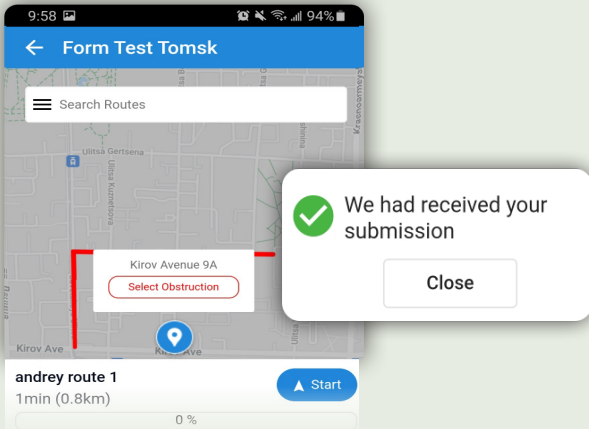 9:58
94%
Form Test Tomsk
Search Routes
Ulitsa Gertsena
Ulitsa Kuznetsova
We had received your
submission
Close
Kirov Avenue 9A
Select Obstruction
Kirov Ave
Kirov Ave
andrey route 1
1min (0.8km)
Start
0 %